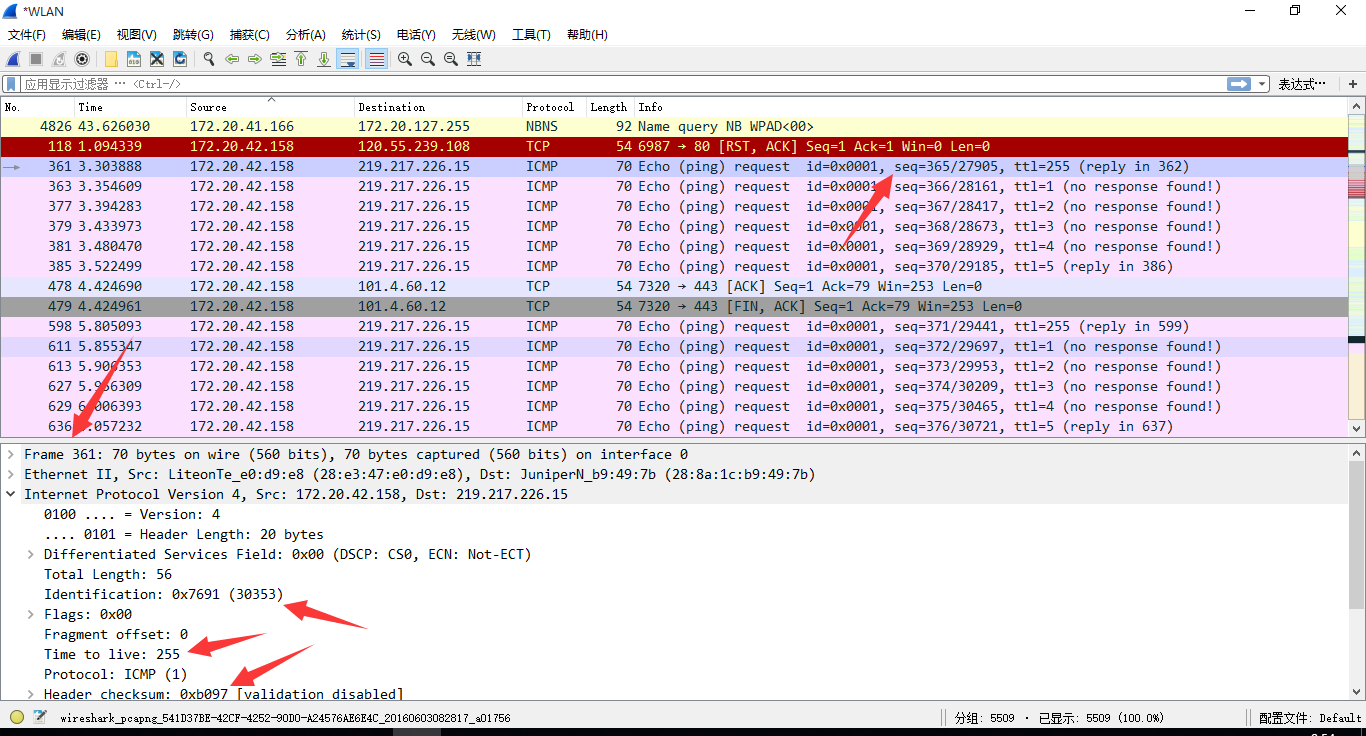 *WLAN
文件(F) 编辑(E) 视图(V) 跳转(G) 捕获(C) 分析(A) 统计(S) 电话(Y) 无线(W) 工具(T) 帮助(H)
应用显示过滤器 … <Ctrl-/> 表达式… +
No. Time Source Destination Protocol Length Info
4826 43.626030 172.20.41.166 172.20.127.255 NBNS 92 Name query NB WPAD<00>
118 1.094339 172.20.42.158 120.55.239.108 TCP 54 6987 → 80 [RST, ACK] Seq=1 Ack=1 Win=0 Len=0
361 3.303888 172.20.42.158 219.217.226.15 ICMP 70 Echo (ping) request id=0x0001, seq=365/27905, ttl=255 (reply in 362)
363 3.354609 172.20.42.158 219.217.226.15 ICMP 70 Echo (ping) request id=0x0001, seq=366/28161, ttl=1 (no response found!)
377 3.394283 172.20.42.158 219.217.226.15 ICMP 70 Echo (ping) request id=0x0001, seq=367/28417, ttl=2 (no response found!)
379 3.433973 172.20.42.158 219.217.226.15 ICMP 70 Echo (ping) request id=0x0001, seq=368/28673, ttl=3 (no response found!)
381 3.480470 172.20.42.158 219.217.226.15 ICMP 70 Echo (ping) request id=0x0001, seq=369/28929, ttl=4 (no response found!)
385 3.522499 172.20.42.158 219.217.226.15 ICMP 70 Echo (ping) request id=0x0001, seq=370/29185, ttl=5 (reply in 386)
478 4.424690 172.20.42.158 101.4.60.12 TCP 54 7320 → 443 [ACK] Seq=1 Ack=79 Win=253 Len=0
479 4.424961 172.20.42.158 101.4.60.12 TCP 54 7320 → 443 [FIN, ACK] Seq=1 Ack=79 Win=253 Len=0
598 5.805093 172.20.42.158 219.217.226.15 ICMP 70 Echo (ping) request id=0x0001, seq=371/29441, ttl=255 (reply in 599)
611 5.855347 172.20.42.158 219.217.226.15 ICMP 70 Echo (ping) request id=0x0001, seq=372/29697, ttl=1 (no response found!)
613 5.906353 172.20.42.158 219.217.226.15 ICMP 70 Echo (ping) request id=0x0001, seq=373/29953, ttl=2 (no response found!)
627 5.956309 172.20.42.158 219.217.226.15 ICMP 70 Echo (ping) request id=0x0001, seq=374/30209, ttl=3 (no response found!)
629 6.006393 172.20.42.158 219.217.226.15 ICMP 70 Echo (ping) request id=0x0001, seq=375/30465, ttl=4 (no response found!)
636 6.057232 172.20.42.158 219.217.226.15 ICMP 70 Echo (ping) request id=0x0001, seq=376/30721, ttl=5 (reply in 637)
Frame 361: 70 bytes on wire (560 bits), 70 bytes captured (560 bits) on interface 0
Ethernet II, Src: LiteonTe_e0:d9:e8 (28:e3:47:e0:d9:e8), Dst: JuniperN_b9:49:7b (28:8a:1c:b9:49:7b)
Internet Protocol Version 4, Src: 172.20.42.158, Dst: 219.217.226.15
0100 .... = Version: 4
.... 0101 = Header Length: 20 bytes
Differentiated Services Field: 0x00 (DSCP: CS0, ECN: Not-ECT)
Total Length: 56
Identification: 0x7691 (30353)
Flags: 0x00
Fragment offset: 0
Time to live: 255
Protocol: ICMP (1)
Header checksum: 0xb097 [validation disabled]
wireshark_pcapng_541D37BE-42CF-4252-90D0-A24576AE6E4C_20160603082817_a01756 分组: 5509 · 已显示: 5509 (100.0%) 配置文件: Default